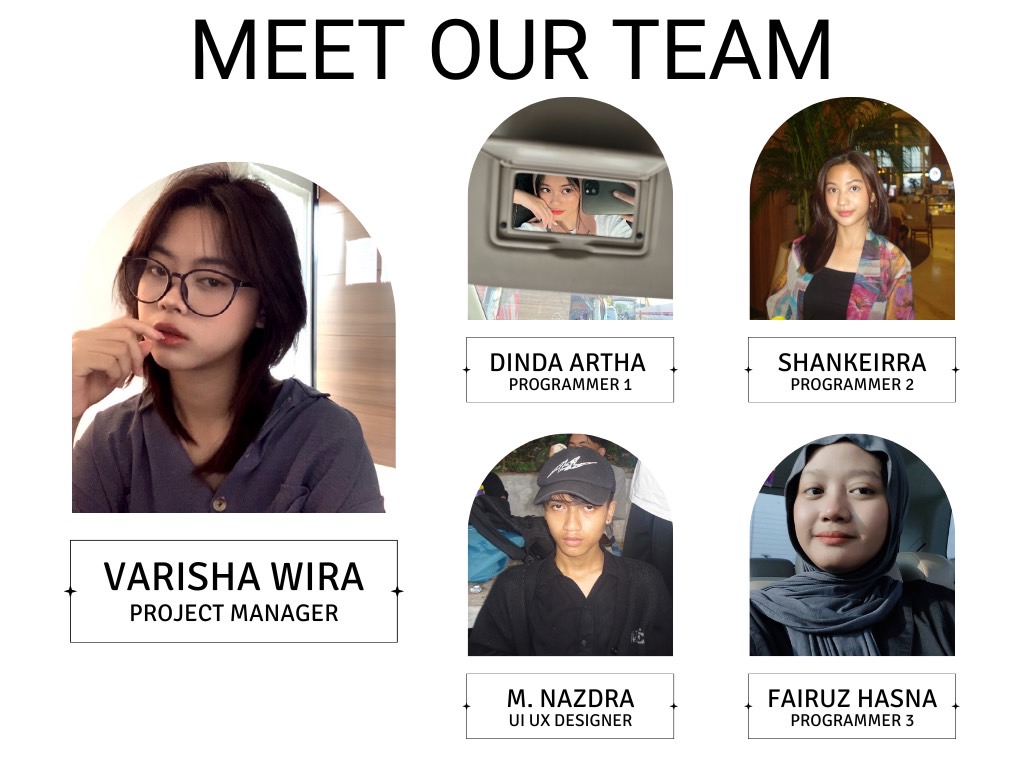 MEET OUR TEAM
VARISHA WIRA
PROJECT MANAGER
DINDA ARTHA
PROGRAMMER 1
SHANKEIRRA
PROGRAMMER 2
M. NAZDRA
UI UX DESIGNER
FAIRUZ HASNA
PROGRAMMER 3